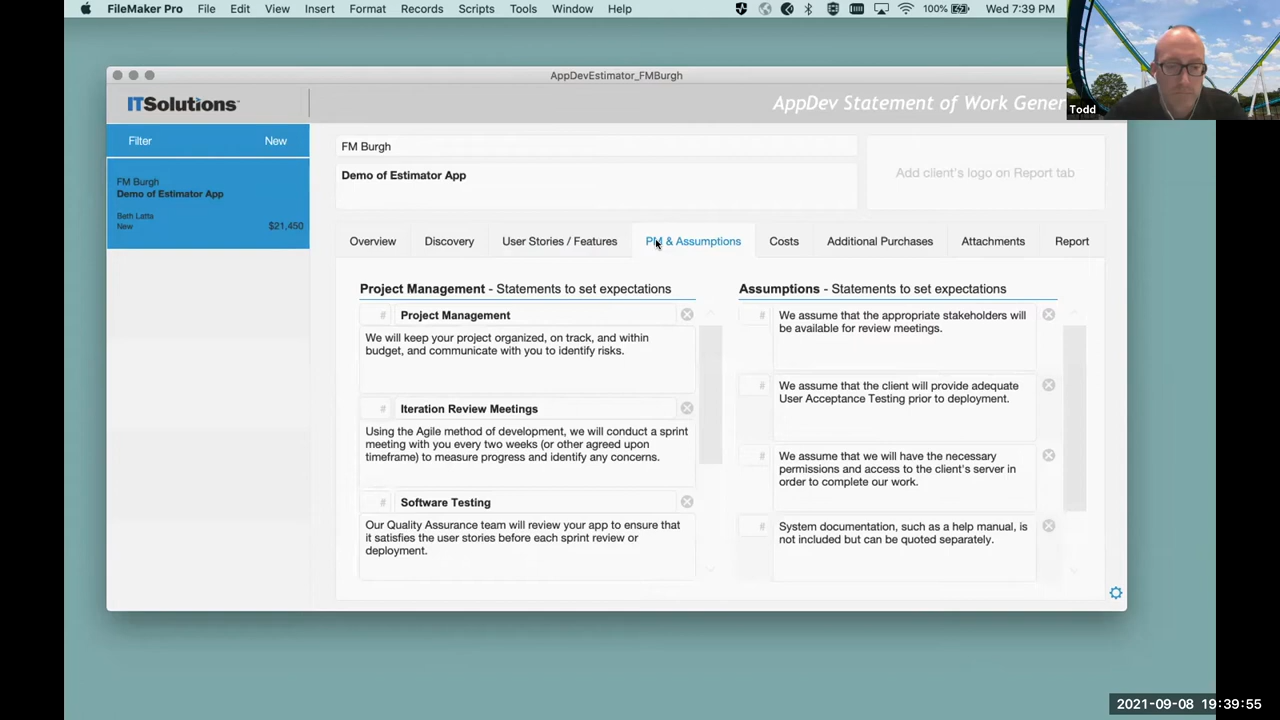 FileMaker Pro File Edit View Insert Format Records Scripts Tools Window Help 100% Wed 7:39 PM
Todd
AppDevEstimator_FMBurgh
ITSolutions
AppDev Statement of Work Gener
Filter New
FM Burgh
Demo of Estimator App
Beth Latta
New $21,450
FM Burgh
Demo of Estimator App
Add client's logo on Report tab
Overview Discovery User Stories / Features PM & Assumptions Costs Additional Purchases Attachments Report
Project Management - Statements to set expectations
# Project Management
We will keep your project organized, on track, and within
budget, and communicate with you to identify risks.
# Iteration Review Meetings
Using the Agile method of development, we will conduct a sprint
meeting with you every two weeks (or other agreed upon
timeframe) to measure progress and identify any concerns.
# Software Testing
Our Quality Assurance team will review your app to ensure that
it satisfies the user stories before each sprint review or
deployment.
Assumptions - Statements to set expectations
# We assume that the appropriate stakeholders will
be available for review meetings.
# We assume that the client will provide adequate
User Acceptance Testing prior to deployment.
# We assume that we will have the necessary
permissions and access to the client's server in
order to complete our work.
# System documentation, such as a help manual, is
not included but can be quoted separately.
2021-09-08 19:39:55